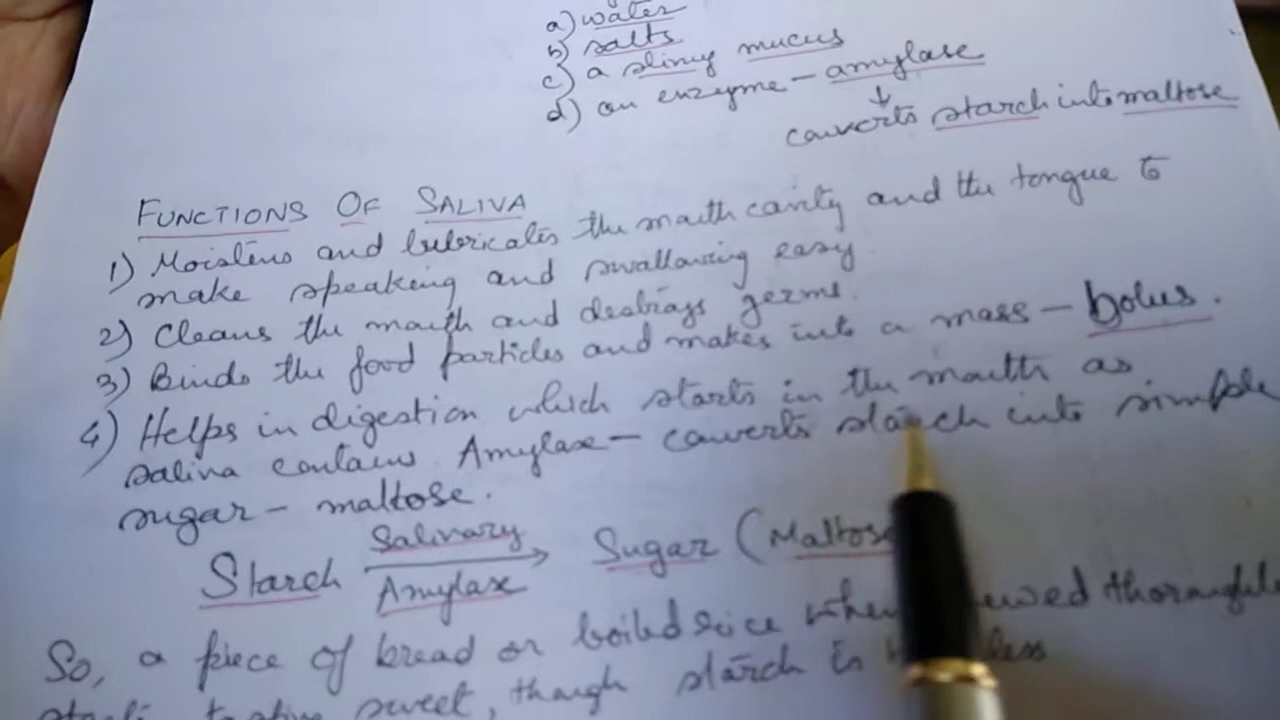 a) water
b) salts
c) a slimy mucus
d) an enzyme - amylase
↓
converts starch into maltose
FUNCTIONS OF SALIVA
1) Moistens and lubricates the mouth cavity and the tongue to
make speaking and swallowing easy.
2) Cleans the mouth and destroys germs.
3) Binds the food particles and makes into a mass - bolus.
4) Helps in digestion which starts in the mouth as
saliva contains Amylase - converts starch into simple
sugar - maltose.
Starch Salivary Amylase → Sugar (Maltose
So, a piece of bread or boiled rice when thoroughly
tasting sweet, though starch is